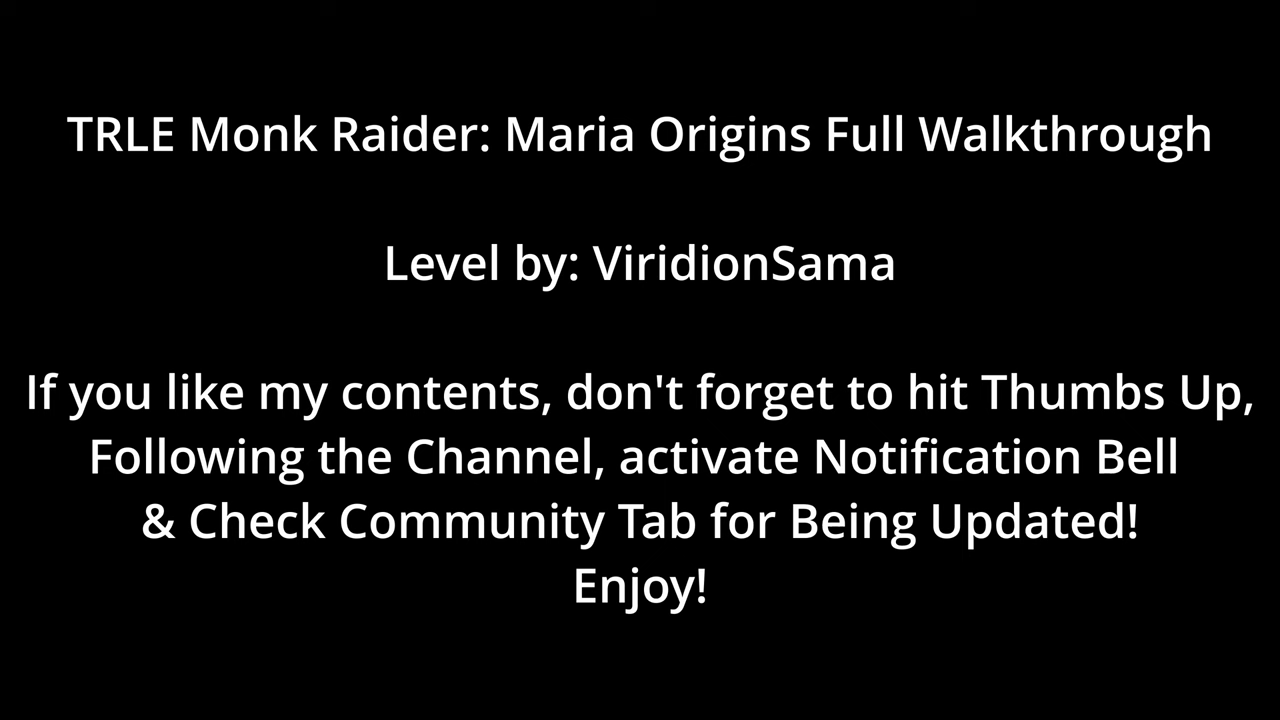 TRLE Monk Raider: Maria Origins Full Walkthrough
Level by: ViridionSama
If you like my contents, don't forget to hit Thumbs Up,
Following the Channel, activate Notification Bell
& Check Community Tab for Being Updated!
Enjoy!